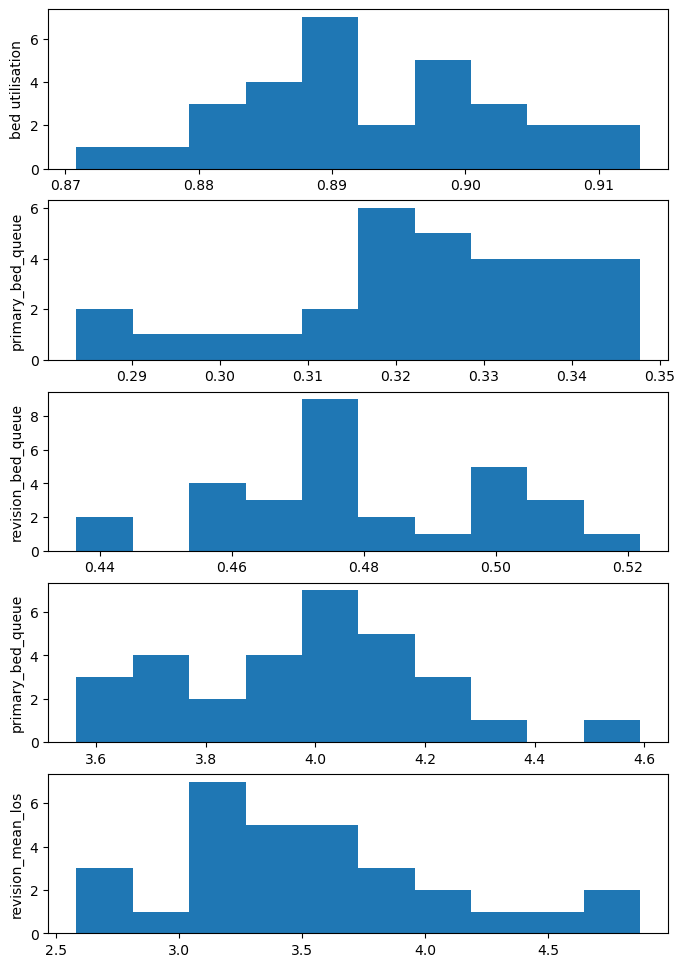 6
4
2
0
bed utilisation
0.87 0.88 0.89 0.90 0.91
6
4
2
0
primary_bed_queue
0.29 0.30 0.31 0.32 0.33 0.34 0.35
8
6
4
2
0
revision_bed_queue
0.44 0.46 0.48 0.50 0.52
6
4
2
0
primary_bed_queue
3.6 3.8 4.0 4.2 4.4 4.6
6
4
2
0
revision_mean_los
2.5 3.0 3.5 4.0 4.5